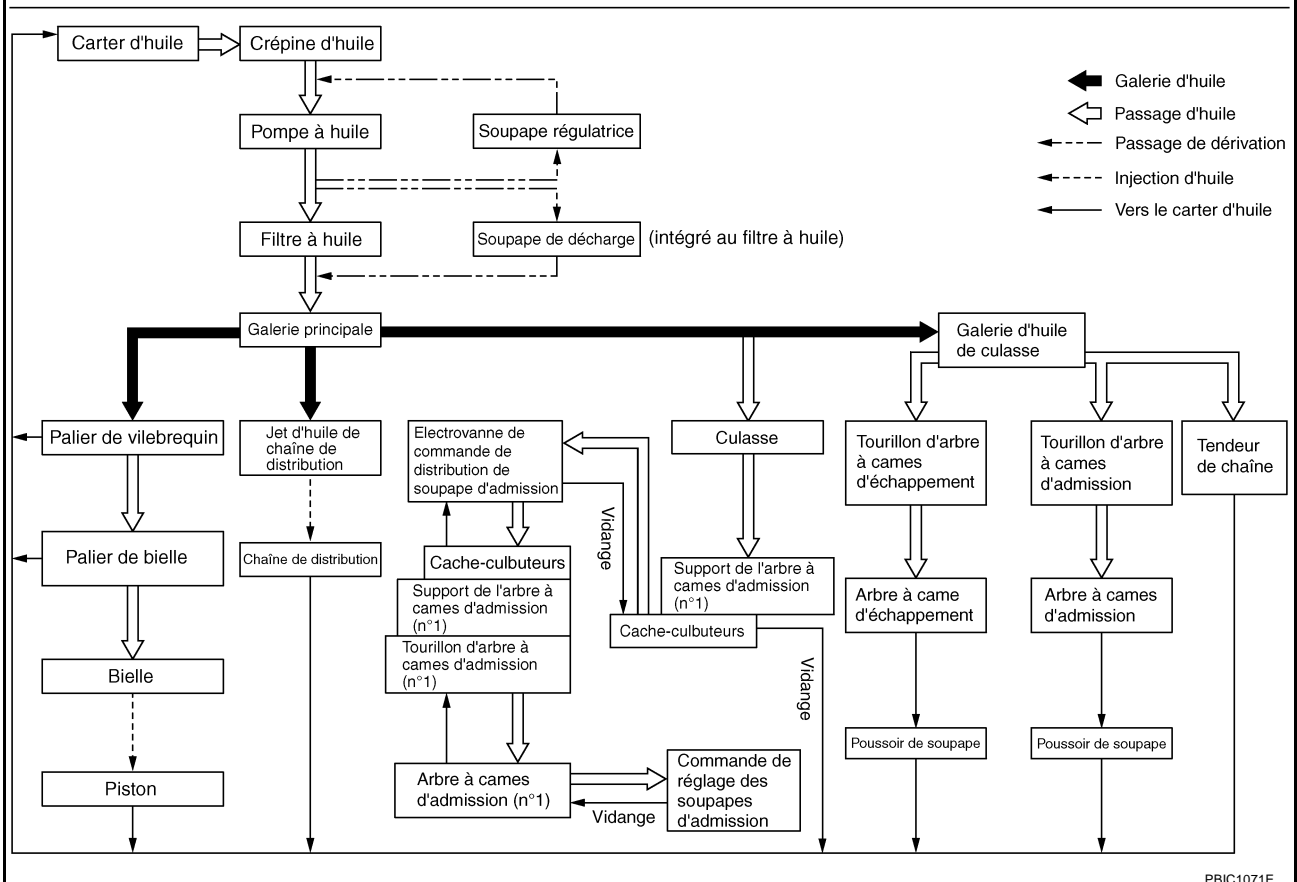 Carter d'huile
Crépine d'huile
Galerie d'huile
Passage d'huile
Passage de dérivation
Injection d'huile
Vers le carter d'huile
Pompe à huile
Soupape régulatrice
Filtre à huile
Soupape de décharge
(intégré au filtre à huile)
Galerie principale
Galerie d'huile
de culasse
Palier de vilebrequin
Jet d'huile de
chaîne de
distribution
Electrovanne de
commande de
distribution de
soupape d'admission
Culasse
Tourillon d'arbre
à cames
d'échappement
Tourillon d'arbre
à cames
d'admission
Tendeur
de chaîne
Vidange
Palier de bielle
Chaîne de distribution
Cache-culbuteurs
Support de l'arbre à
cames d'admission
(n°1)
Tourillon d'arbre à
cames d'admission
(n°1)
Support de l'arbre à
cames d'admission
(n°1)
Cache-culbuteurs
Arbre à came
d'échappement
Arbre à cames
d'admission
Vidange
Bielle
Piston
Poussoir de soupape
Poussoir de soupape
Arbre à cames
d'admission (n°1)
Commande de
réglage des
soupapes
d'admission
Vidange